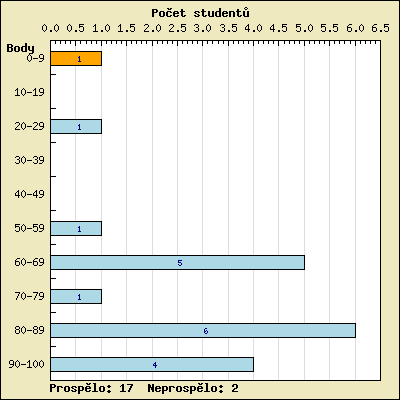 Počet studentů
0.0 0.5 1.0 1.5 2.0 2.5 3.0 3.5 4.0 4.5 5.0 5.5 6.0 6.5
Body
0-9 1
10-19
20-29 1
30-39
40-49
50-59 1
60-69 5
70-79 1
80-89 6
90-100 4
Prospělo: 17 Neprospělo: 2